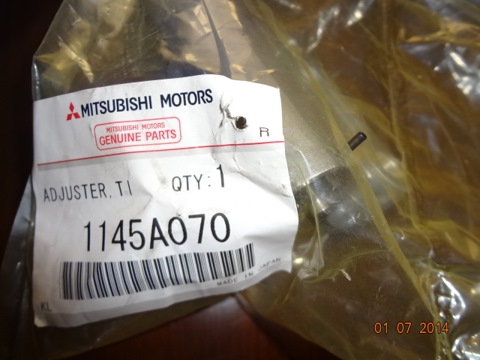 MITSUBISHI MOTORS
MITSUBISHI MOTORS
GENUINE PARTS
R
ADJUSTER,TI QTY:1
1145A070
MADE IN JAPAN
01 07 2014